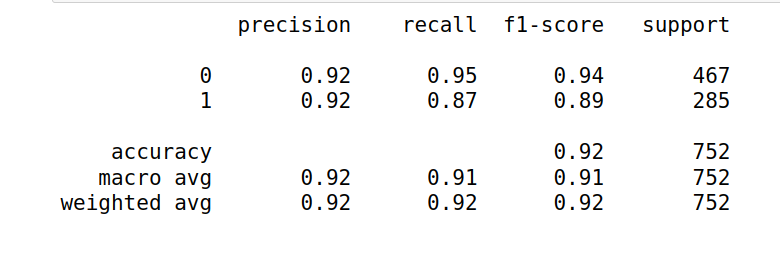 precision recall f1-score support
0 0.92 0.95 0.94 467
1 0.92 0.87 0.89 285
accuracy 0.92 752
macro avg 0.92 0.91 0.91 752
weighted avg 0.92 0.92 0.92 752